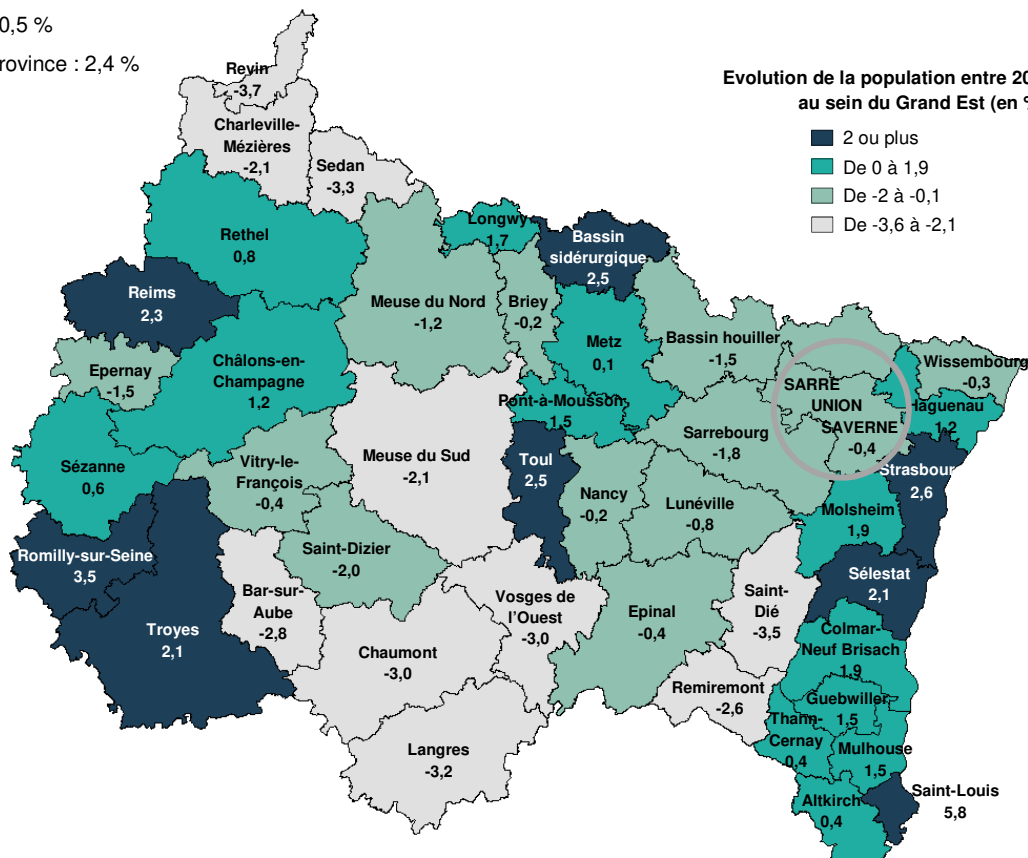 0,5 %
rovince : 2,4 %
Evolution de la population entre 20
au sein du Grand Est (en %
2 ou plus
De 0 à 1,9
De -2 à -0,1
De -3,6 à -2,1
Revin
-3,7
Charleville-
Mézières
-2,1
Sedan
-3,3
Rethel
0,8
Longwy
1,7
Bassin
sidérurgique
2,5
Reims
2,3
Meuse du Nord
-1,2
Briey
-0,2
Metz
0,1
Bassin houiller
-1,5
Wissembourg
-0,3
Epernay
-1,5
Châlons-en-
Champagne
1,2
Pont-à-Mousson
1,5
SARRE
UNION
SAVERNE
-0,4
Haguenau
1,2
Sarrebourg
-1,8
Sézanne
0,6
Vitry-le-
François
-0,4
Meuse du Sud
-2,1
Toul
2,5
Nancy
-0,2
Lunéville
-0,8
Strasbour
2,6
Molsheim
1,9
Romilly-sur-Seine
3,5
Saint-Dizier
-2,0
Bar-sur-
Aube
-2,8
Troyes
2,1
Vosges de
l'Ouest
-3,0
Epinal
-0,4
Saint-
Dié
-3,5
Sélestat
2,1
Chaumont
-3,0
Colmar-
Neuf Brisach
1,9
Remiremont
-2,6
Guebwiller
1,5
Thann-
Cernay
0,4
Mulhouse
1,5
Langres
-3,2
Altkirch
0,4
Saint-Louis
5,8